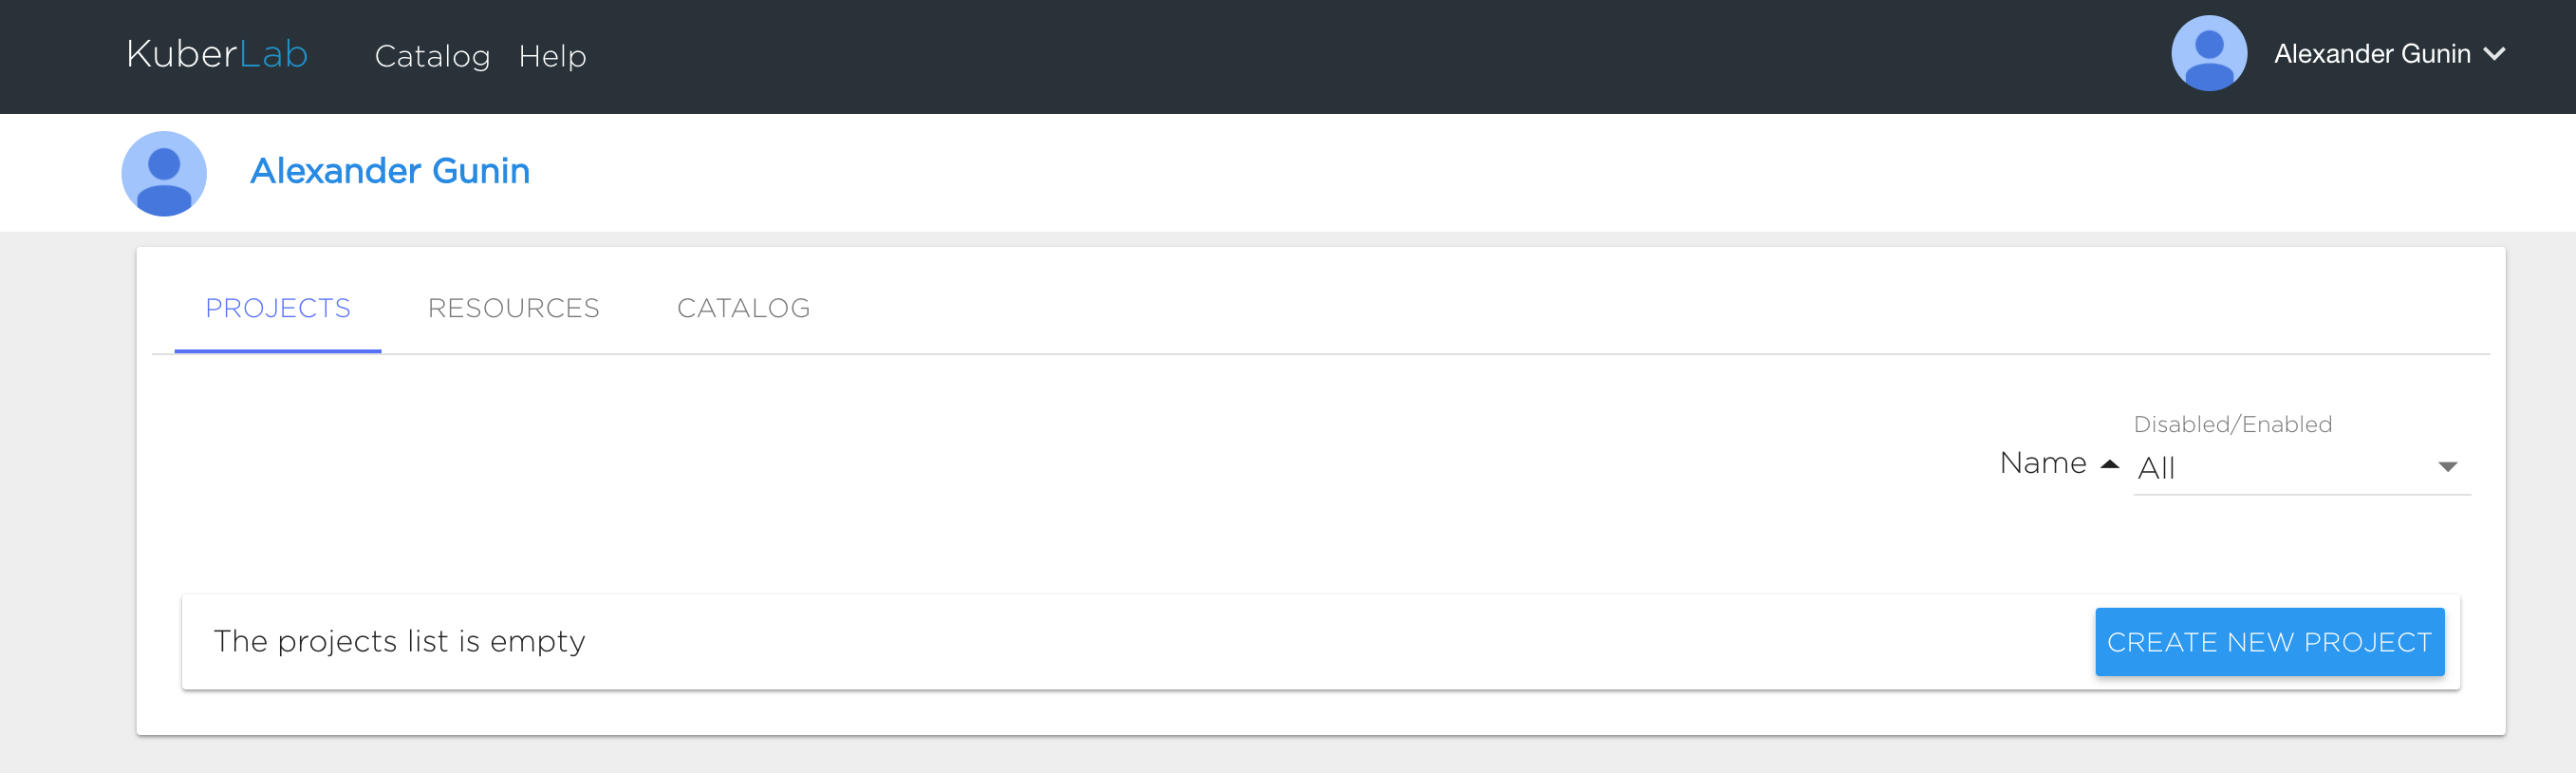 KuberLab Catalog Help Alexander Gunin
Alexander Gunin
PROJECTS RESOURCES CATALOG
Disabled/Enabled
Name All
The projects list is empty CREATE NEW PROJECT